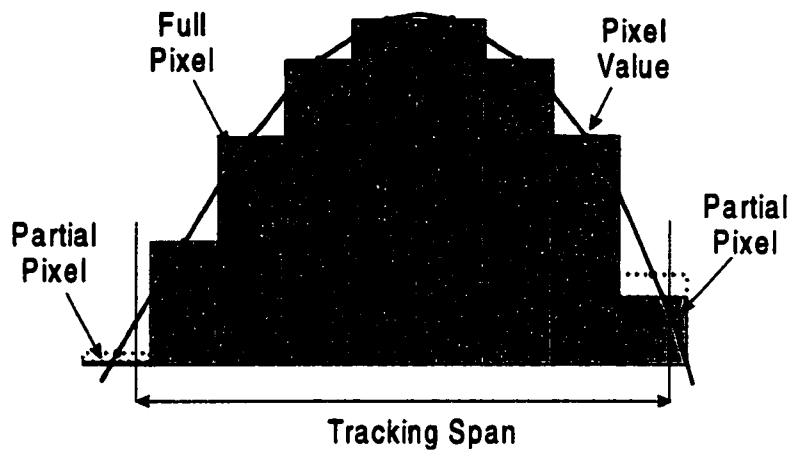 Full
Pixel
Pixel
Value
Partial
Pixel
Partial
Pixel
Tracking Span